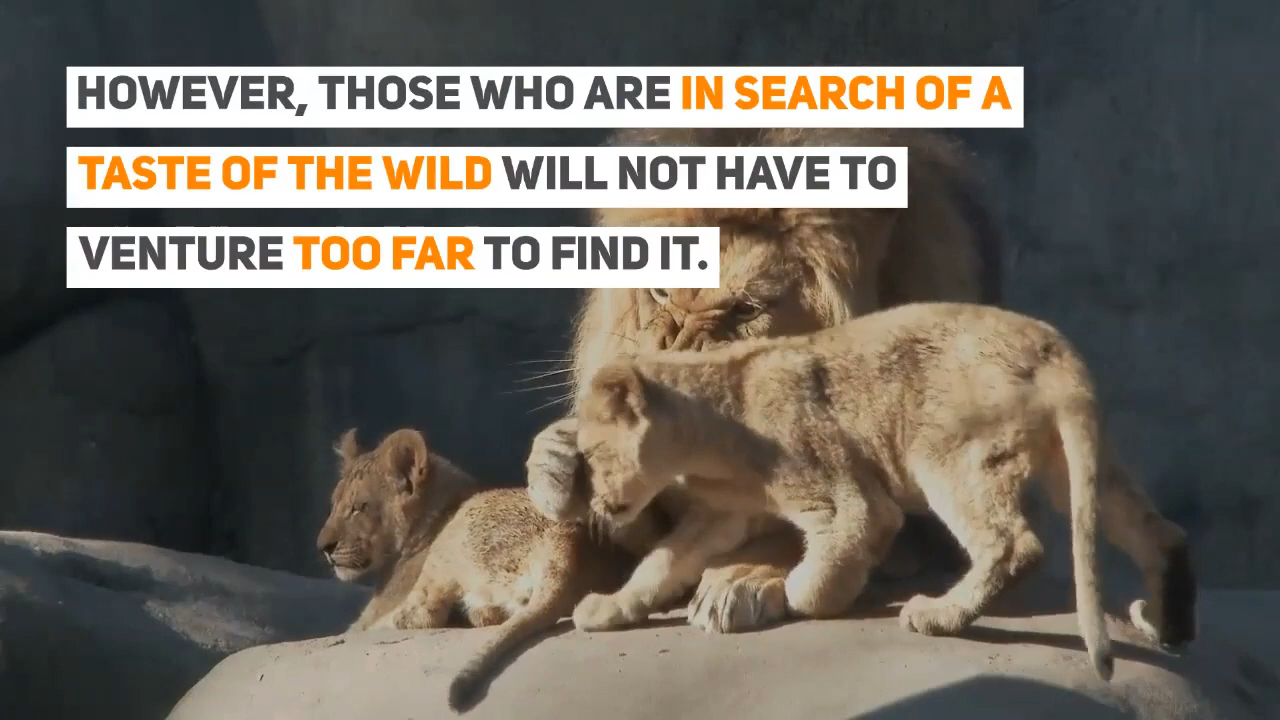 HOWEVER, THOSE WHO ARE IN SEARCH OF A
TASTE OF THE WILD WILL NOT HAVE TO
VENTURE TOO FAR TO FIND IT.